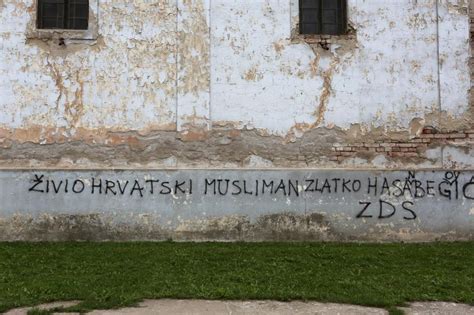 ŽIVIO HRVATSKI MUSLIMAN ZLATKO HASANBEGOVIĆ
ZDS